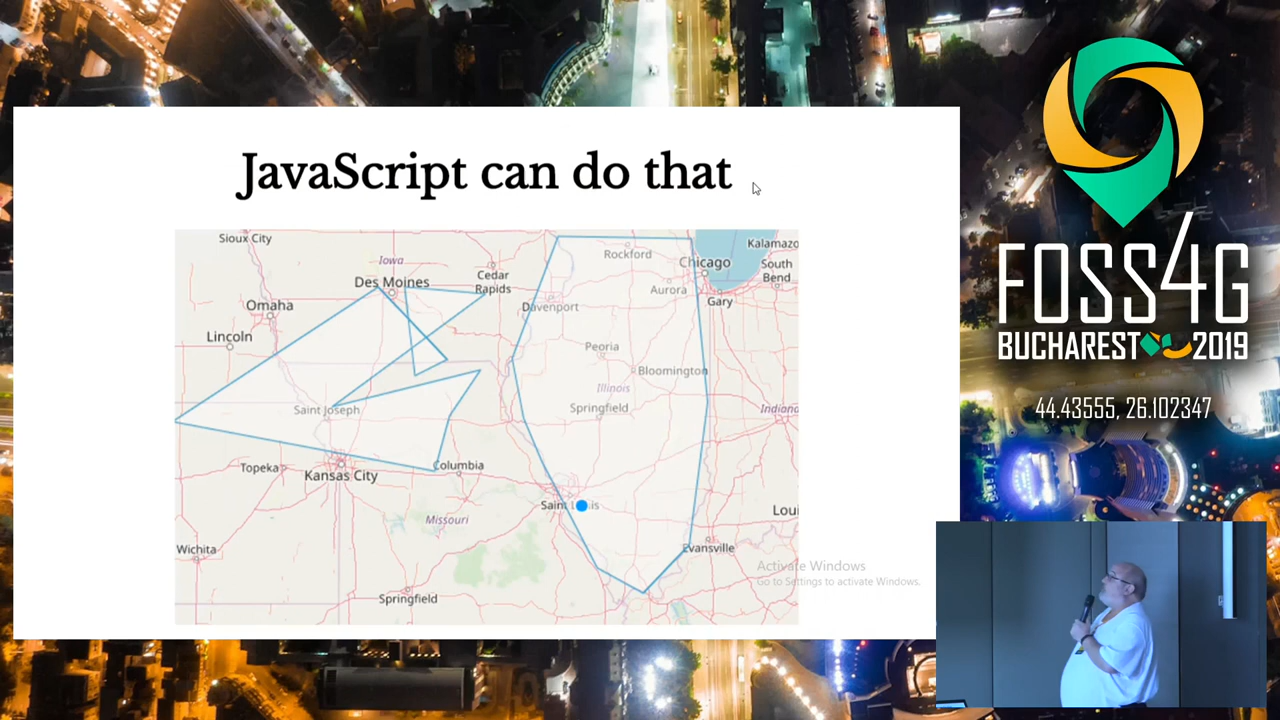 JavaScript can do that
Sioux City
Iowa
Des Moines
Cedar
Rapids
Omaha
Lincoln
Saint Joseph
Topeka
Kansas City
Columbia
Missouri
Wichita
Springfield
Rockford
Chicago
Kalamazo
South
Bend
Aurora
Gary
Davenport
Peoria
Bloomington
Illinois
Springfield
Indiana
Saint
Loui
Evansville
Activate Windows
Go to Settings to activate Windows.
FOSS4G
BUCHAREST 2019
44.43555, 26.102347